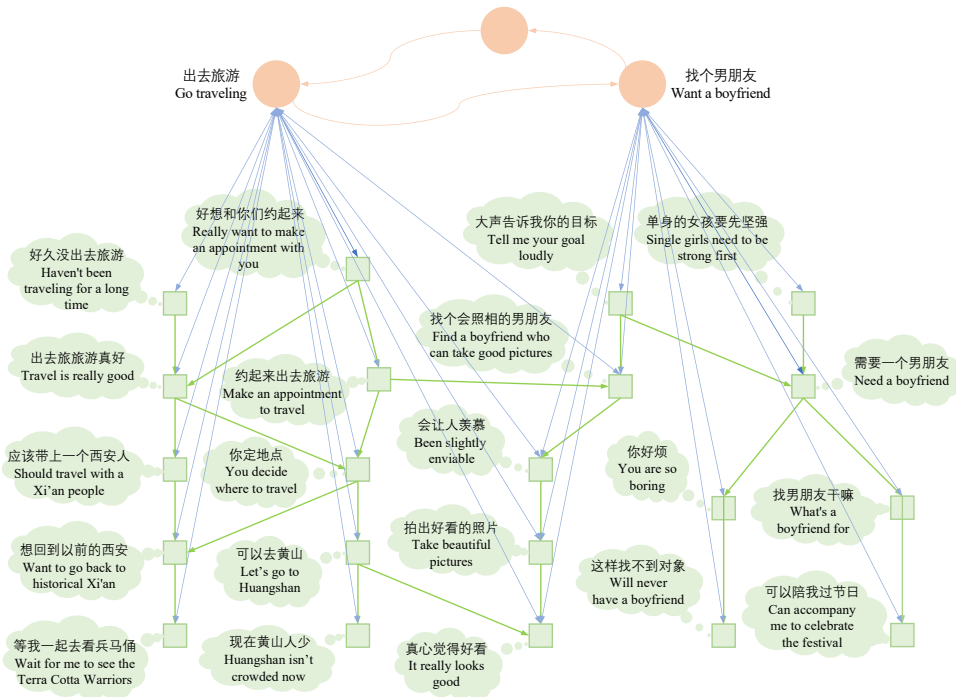 出去旅游
Go traveling
找个男朋友
Want a boyfriend
好想和你们约起来
Really want to make
an appointment with
you
大声告诉我你的目标
Tell me your goal
loudly
单身的女孩要先坚强
Single girls need to be
strong first
好久没出去旅游
Haven't been
traveling for a long
time
找个会照相的男朋友
Find a boyfriend who
can take good pictures
出去旅旅游真好
Travel is really good
约起来出去旅游
Make an appointment
to travel
需要一个男朋友
Need a boyfriend
会让人羡慕
Been slightly
enviable
应该带上一个西安人
Should travel with a
Xi’an people
你定地点
You decide
where to travel
你好烦
You are so
boring
找男朋友干嘛
What's a
boyfriend for
想回到以前的西安
Want to go back to
historical Xi'an
可以去黄山
Let’s go to
Huangshan
拍出好看的照片
Take beautiful
pictures
这样找不到对象
Will never
have a boyfriend
可以陪我过节日
Can accompany
me to celebrate
the festival
等我一起去看兵马俑
Wait for me to see the
Terra Cotta Warriors
现在黄山人少
Huangshan isn’t
crowded now
真心觉得好看
It really looks
good